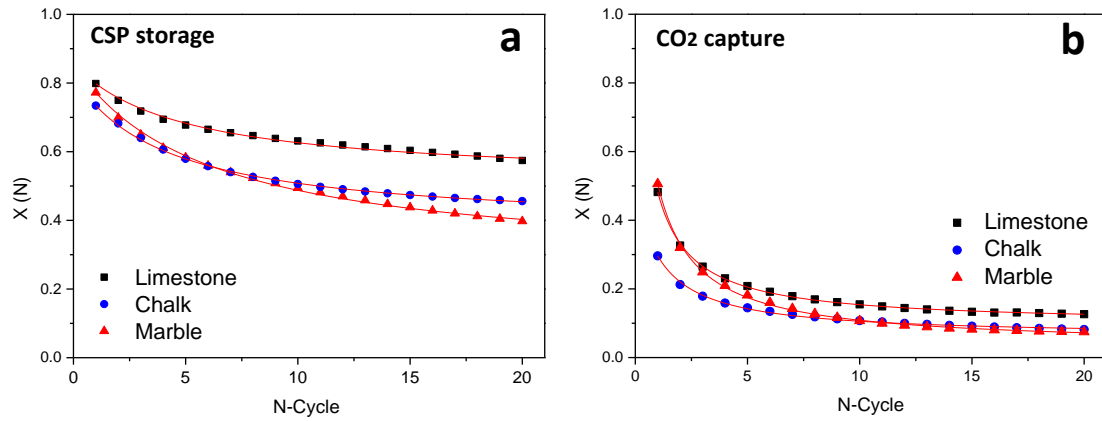 CSP storage
a
1.0
0.8
0.6
0.4
0.2
0.0
X (N)
Limestone
Chalk
Marble
0
5
10
15
20
N-Cycle
CO2 capture
b
1.0
0.8
0.6
0.4
0.2
0.0
X (N)
Limestone
Chalk
Marble
0
5
10
15
20
N-Cycle